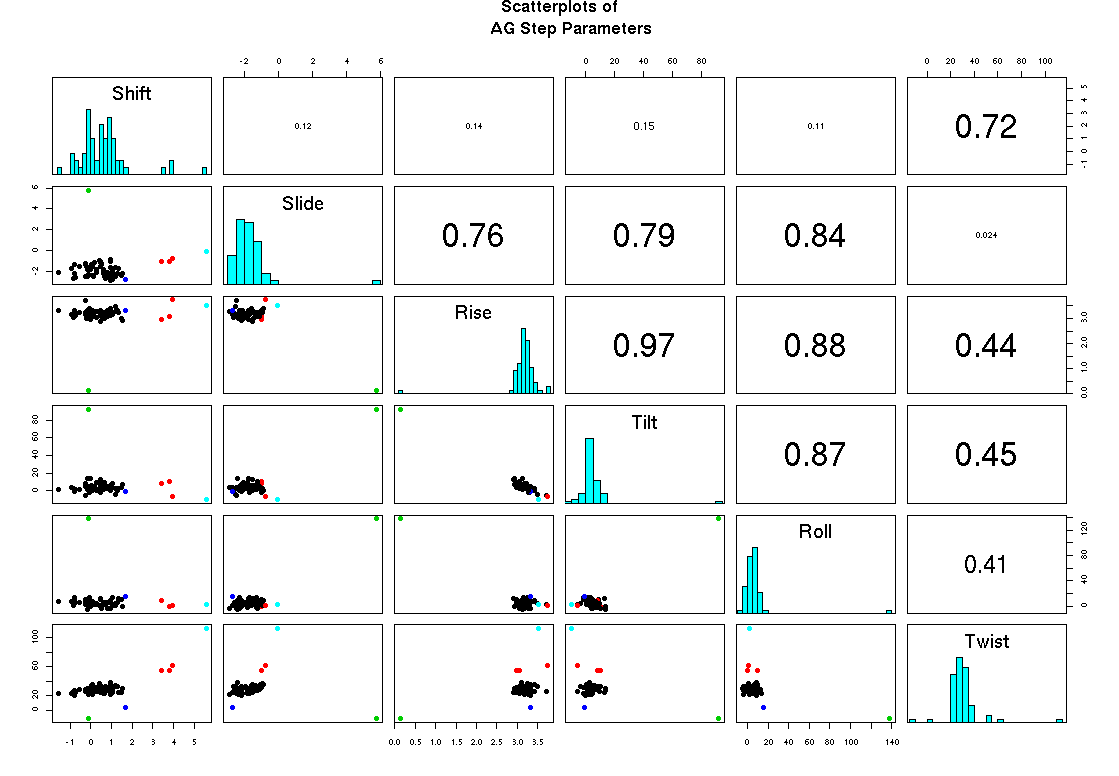 Scatterplots of
AG Step Parameters
-2 0 2 4 6
0 20 40 60 80
0 20 40 60 80 100
Shift
0.12
0.14
0.15
0.11
0.72
-1 0 1 2 3 4 5
-2 0 2 4 6
Slide
0.76
0.79
0.84
0.024
Rise
0.97
0.88
0.44
0.0 1.0 2.0 3.0
0 20 40 60 80
Tilt
0.87
0.45
Roll
0.41
0 40 80 120
0 20 60 100
Twist
-1 0 1 2 3 4 5
0.0 0.5 1.0 1.5 2.0 2.5 3.0 3.5
0 20 40 60 80 100 140